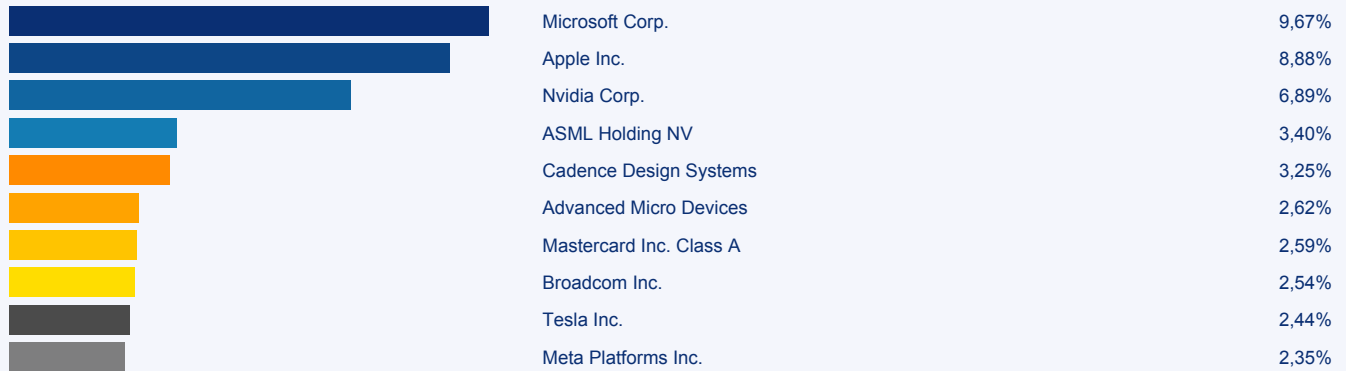 Microsoft Corp. 9,67%
Apple Inc. 8,88%
Nvidia Corp. 6,89%
ASML Holding NV 3,40%
Cadence Design Systems 3,25%
Advanced Micro Devices 2,62%
Mastercard Inc. Class A 2,59%
Broadcom Inc. 2,54%
Tesla Inc. 2,44%
Meta Platforms Inc. 2,35%